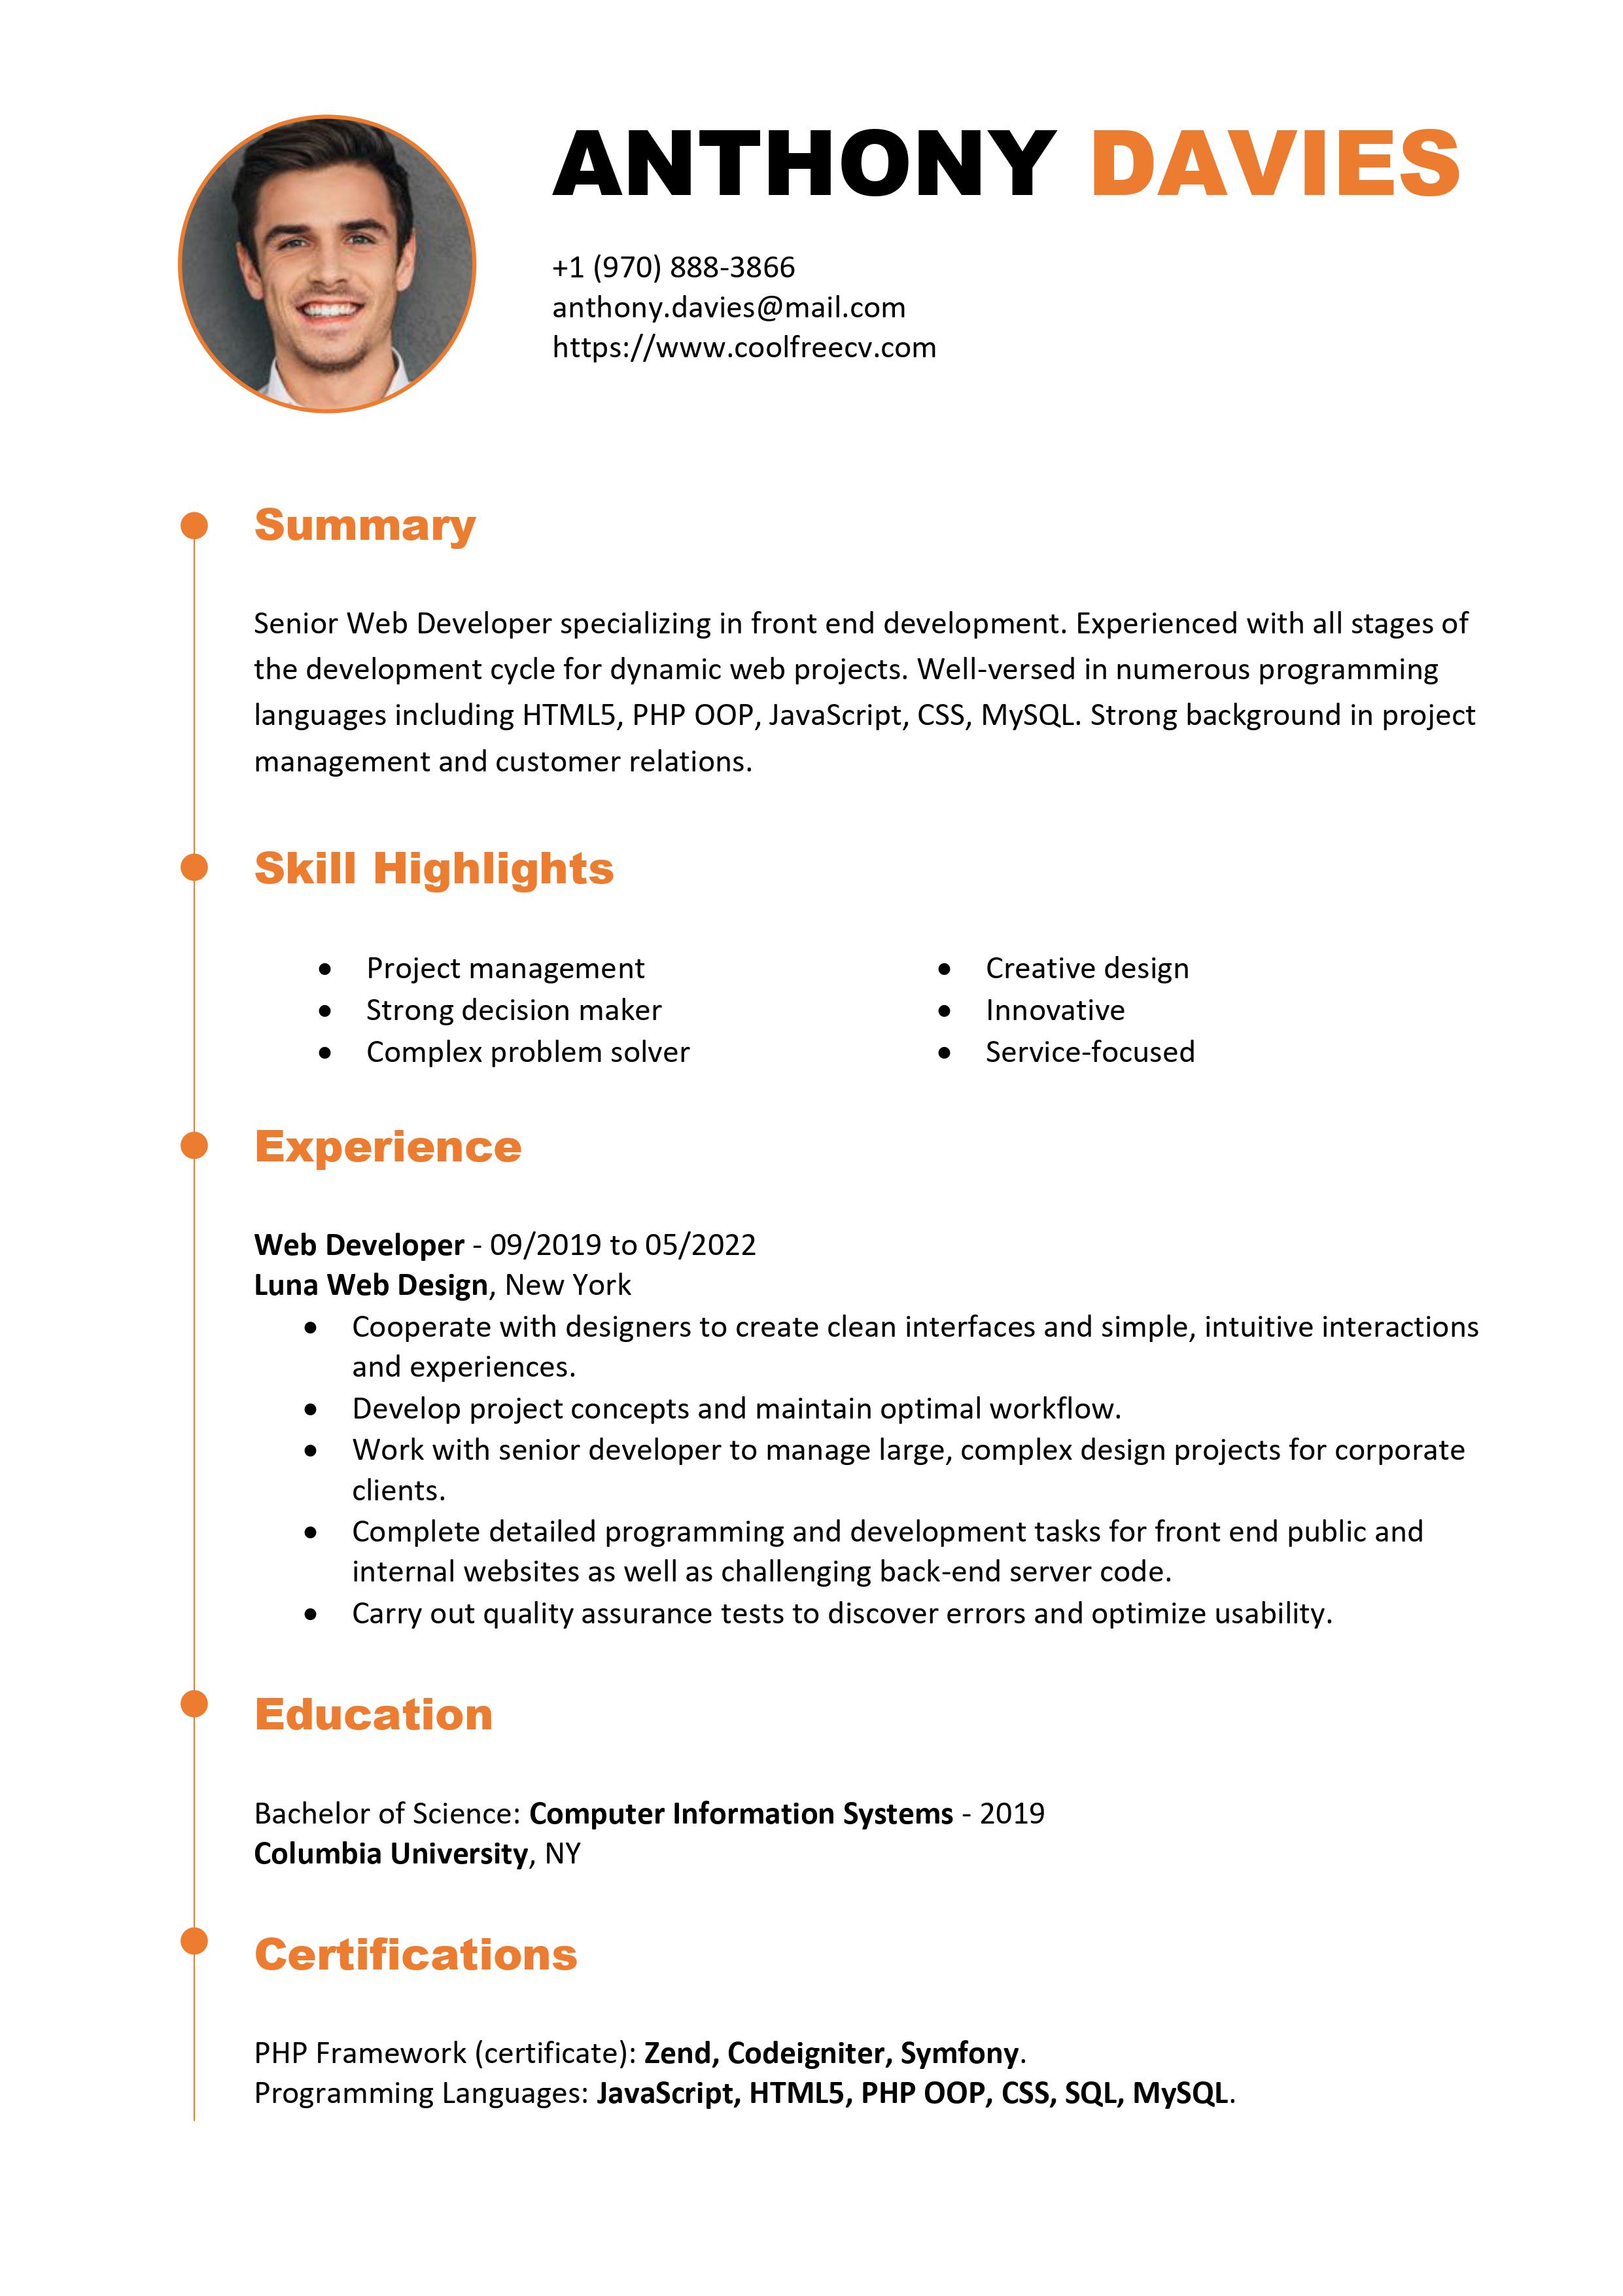 ANTHONY DAVIES
+1 (970) 888-3866
anthony.davies@mail.com
https://www.coolfreecv.com
Summary
Senior Web Developer specializing in front end development. Experienced with all stages of
the development cycle for dynamic web projects. Well-versed in numerous programming
languages including HTML5, PHP OOP, JavaScript, CSS, MySQL. Strong background in project
management and customer relations.
Skill Highlights
• Project management
• Strong decision maker
• Complex problem solver
• Creative design
• Innovative
• Service-focused
Experience
Web Developer - 09/2019 to 05/2022
Luna Web Design, New York
• Cooperate with designers to create clean interfaces and simple, intuitive interactions
and experiences.
• Develop project concepts and maintain optimal workflow.
• Work with senior developer to manage large, complex design projects for corporate
clients.
• Complete detailed programming and development tasks for front end public and
internal websites as well as challenging back-end server code.
• Carry out quality assurance tests to discover errors and optimize usability.
Education
Bachelor of Science: Computer Information Systems - 2019
Columbia University, NY
Certifications
PHP Framework (certificate): Zend, Codeigniter, Symfony.
Programming Languages: JavaScript, HTML5, PHP OOP, CSS, SQL, MySQL.